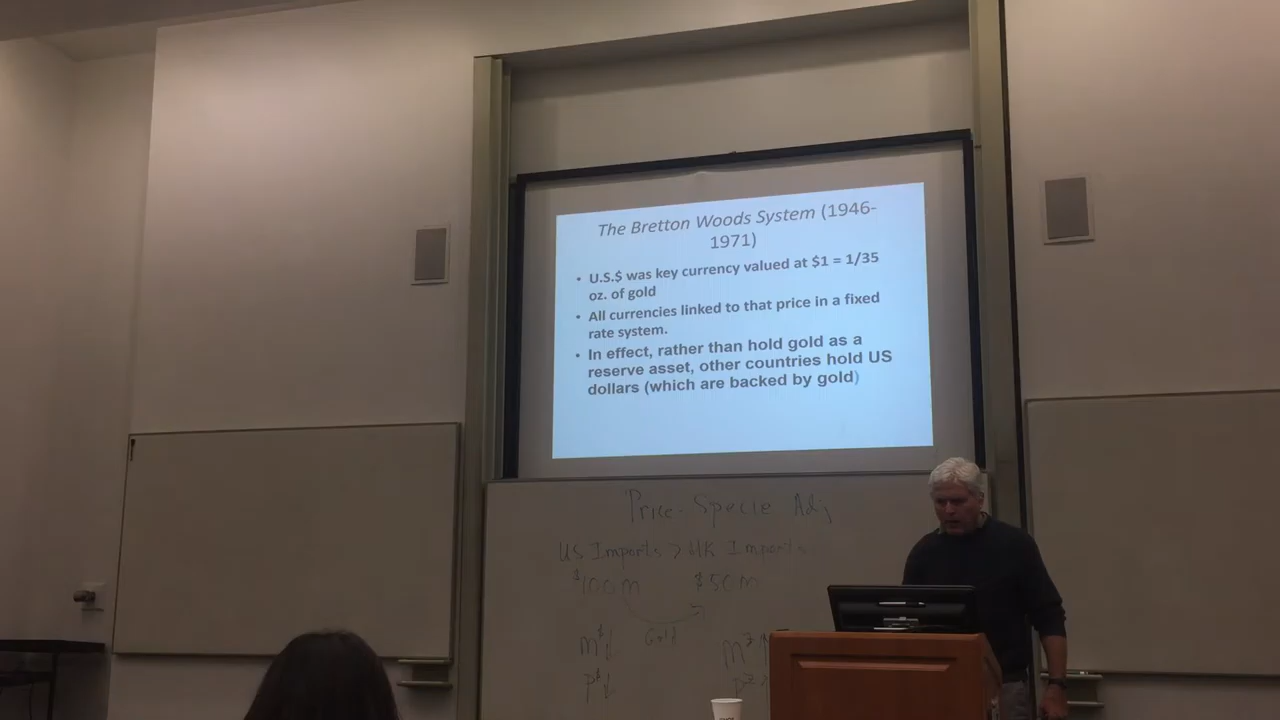 The Bretton Woods System (1946-
1971)
• U.S.$ was key currency valued at $1 = 1/35
oz. of gold
• All currencies linked to that price in a fixed
rate system.
• In effect, rather than hold gold as a
reserve asset, other countries hold US
dollars (which are backed by gold)
Price-Specie Adj
US Imports > UK Imports
$100m $50m
Gold
m$↓
p$↓